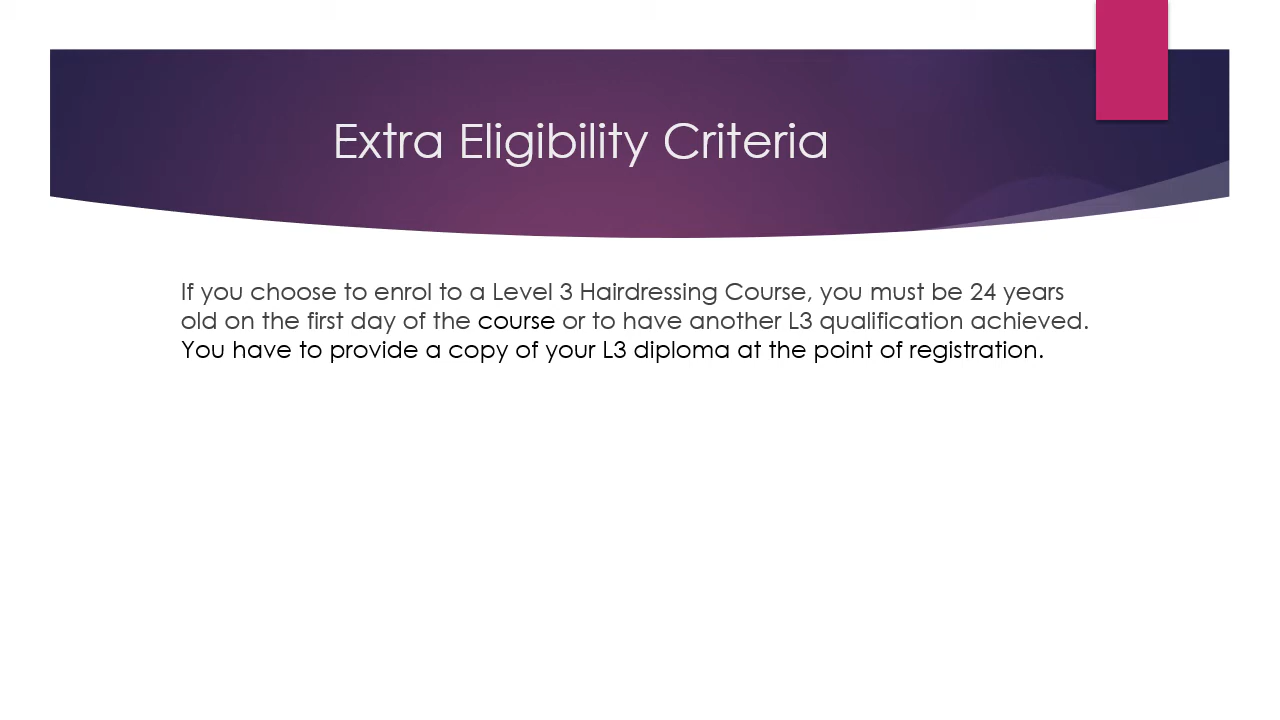 Extra Eligibility Criteria
If you choose to enrol to a Level 3 Hairdressing Course, you must be 24 years
old on the first day of the course or to have another L3 qualification achieved.
You have to provide a copy of your L3 diploma at the point of registration.